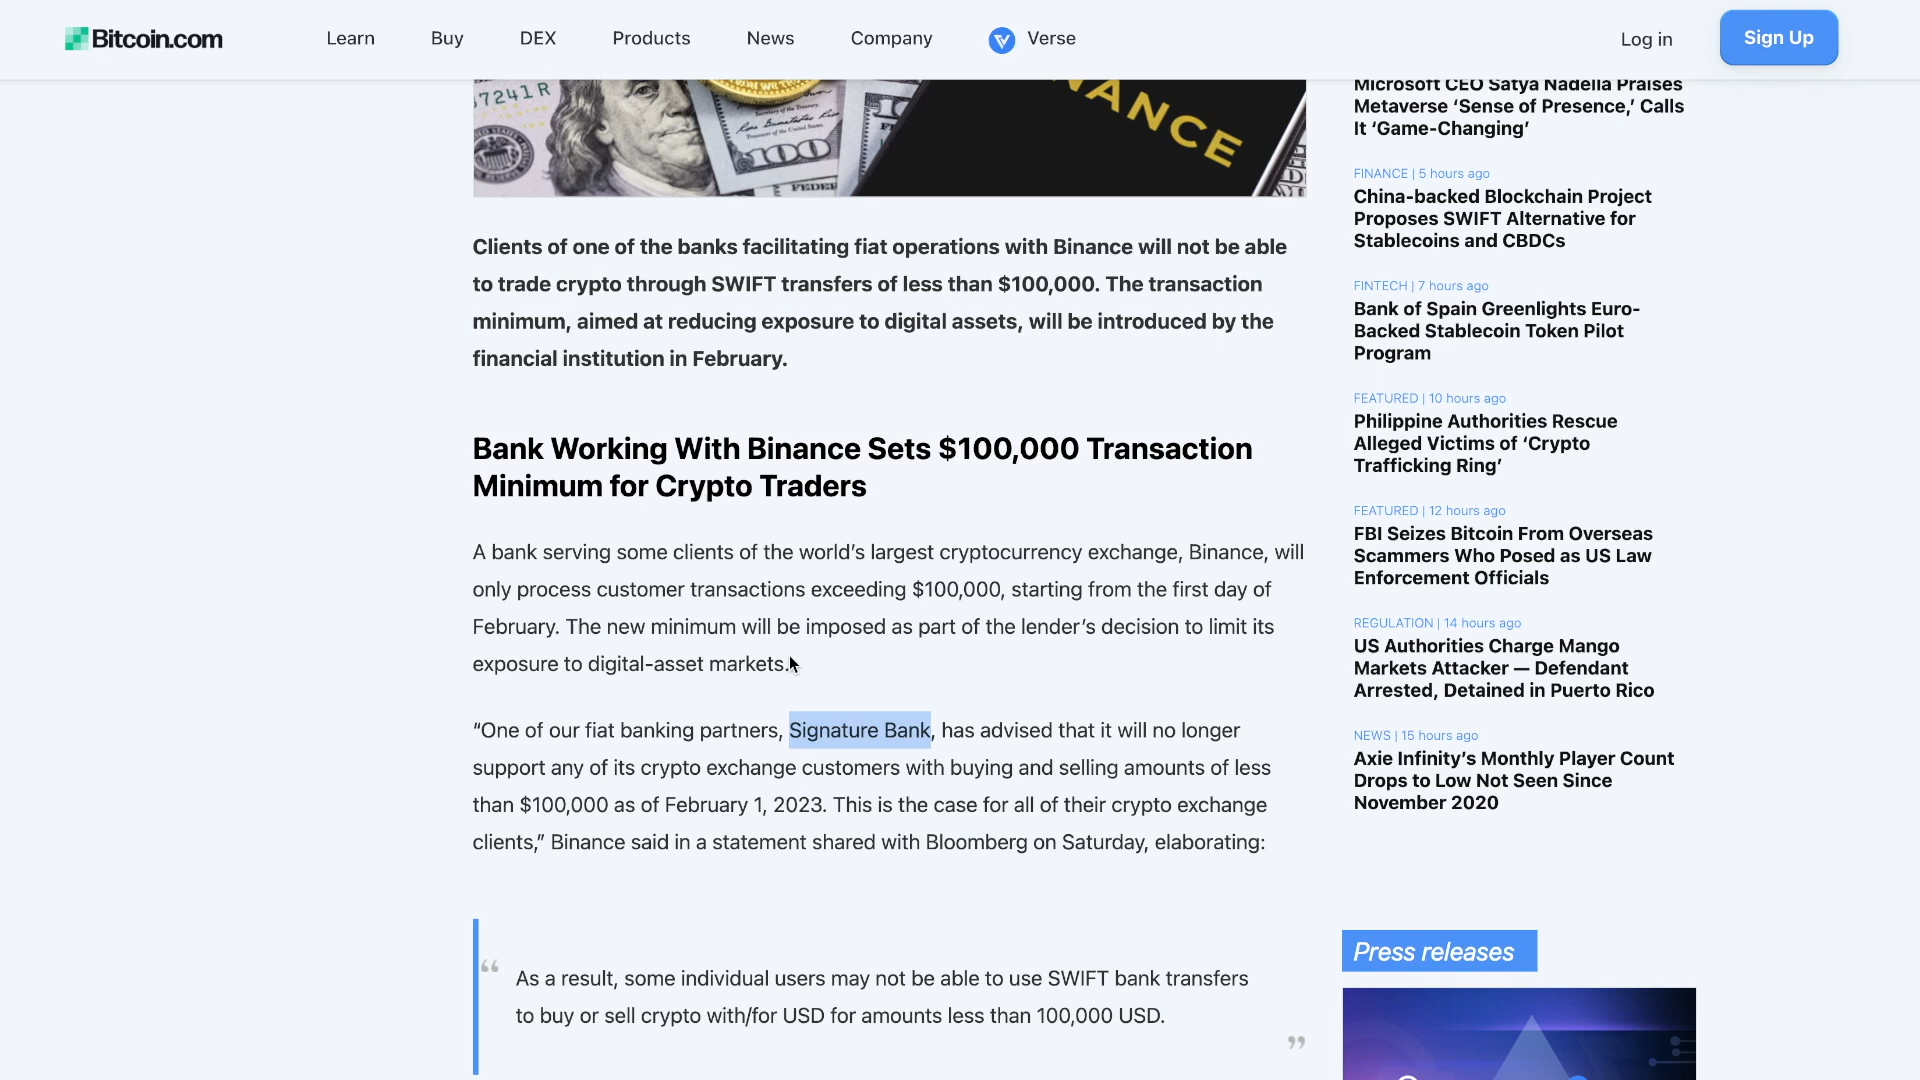 Bitcoin.com
Learn
Buy
DEX
Products
News
Company
Verse
Log in
Sign Up
57241 R
100
FEDER
NANCE
Clients of one of the banks facilitating fiat operations with Binance will not be able
to trade crypto through SWIFT transfers of less than $100,000. The transaction
minimum, aimed at reducing exposure to digital assets, will be introduced by the
financial institution in February.
Bank Working With Binance Sets $100,000 Transaction
Minimum for Crypto Traders
A bank serving some clients of the world’s largest cryptocurrency exchange, Binance, will
only process customer transactions exceeding $100,000, starting from the first day of
February. The new minimum will be imposed as part of the lender’s decision to limit its
exposure to digital-asset markets.
“One of our fiat banking partners, Signature Bank, has advised that it will no longer
support any of its crypto exchange customers with buying and selling amounts of less
than $100,000 as of February 1, 2023. This is the case for all of their crypto exchange
clients,” Binance said in a statement shared with Bloomberg on Saturday, elaborating:
“
As a result, some individual users may not be able to use SWIFT bank transfers
to buy or sell crypto with/for USD for amounts less than 100,000 USD.
”
Microsoft CEO Satya Nadella Praises
Metaverse ‘Sense of Presence,’ Calls
It ‘Game-Changing’
FINANCE | 5 hours ago
China-backed Blockchain Project
Proposes SWIFT Alternative for
Stablecoins and CBDCs
FINTECH | 7 hours ago
Bank of Spain Greenlights Euro-
Backed Stablecoin Token Pilot
Program
FEATURED | 10 hours ago
Philippine Authorities Rescue
Alleged Victims of ‘Crypto
Trafficking Ring’
FEATURED | 12 hours ago
FBI Seizes Bitcoin From Overseas
Scammers Who Posed as US Law
Enforcement Officials
REGULATION | 14 hours ago
US Authorities Charge Mango
Markets Attacker — Defendant
Arrested, Detained in Puerto Rico
NEWS | 15 hours ago
Axie Infinity’s Monthly Player Count
Drops to Low Not Seen Since
November 2020
Press releases